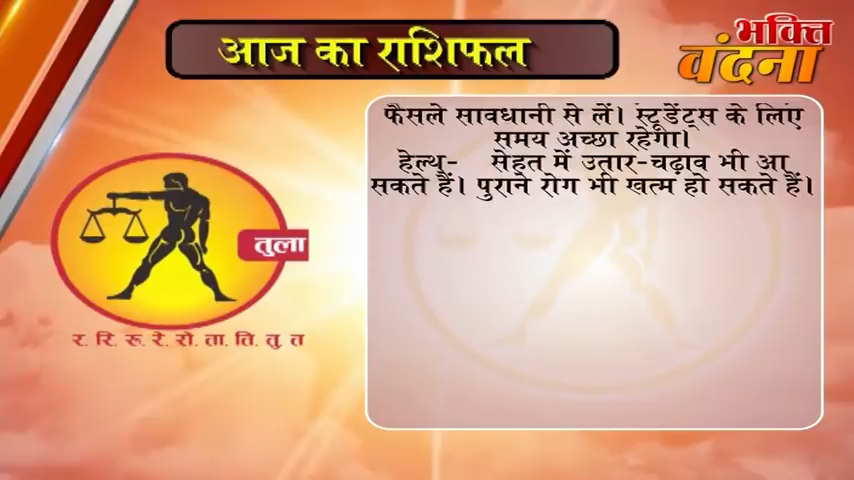 आज का राशिफल
भक्ति
वंदना
फैसले सावधानी से लें। स्टूडेंट्स के लिए
समय अच्छा रहेगा।
हेल्थ- सेहत में उतार-चढ़ाव भी आ
सकते हैं। पुराने रोग भी खत्म हो सकते हैं।
तुला
र. रि. रू. रे. रो. ता. ति. तु. त